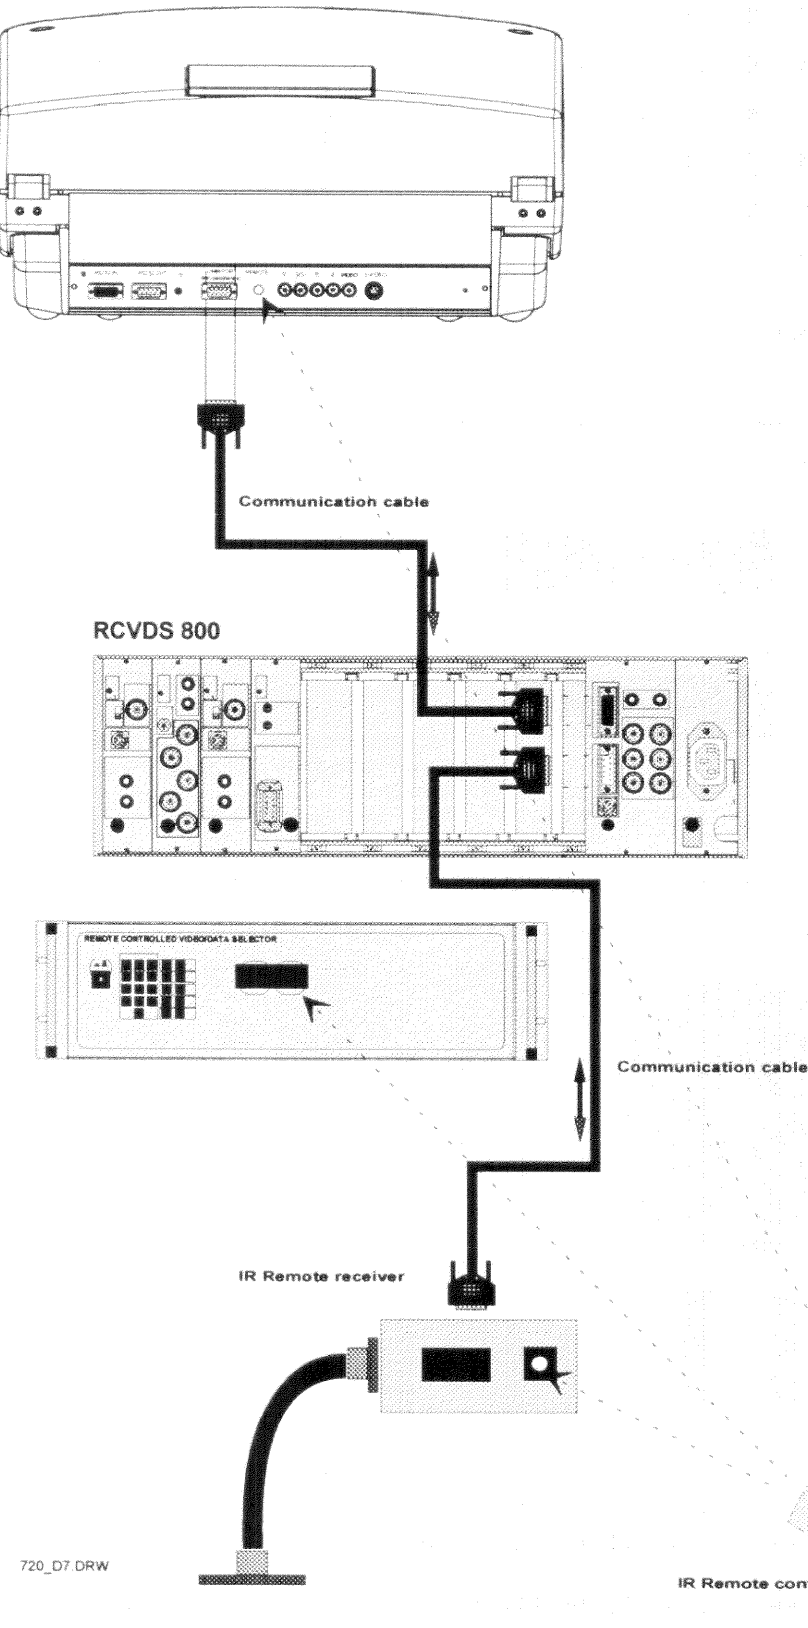 VIDEO
Communication cable
RCVDS 800
REMOTE CONTROLLED VIDEO/DATA SELECTOR
Communication cable
IR Remote receiver
720_D7.DRW
IR Remote con